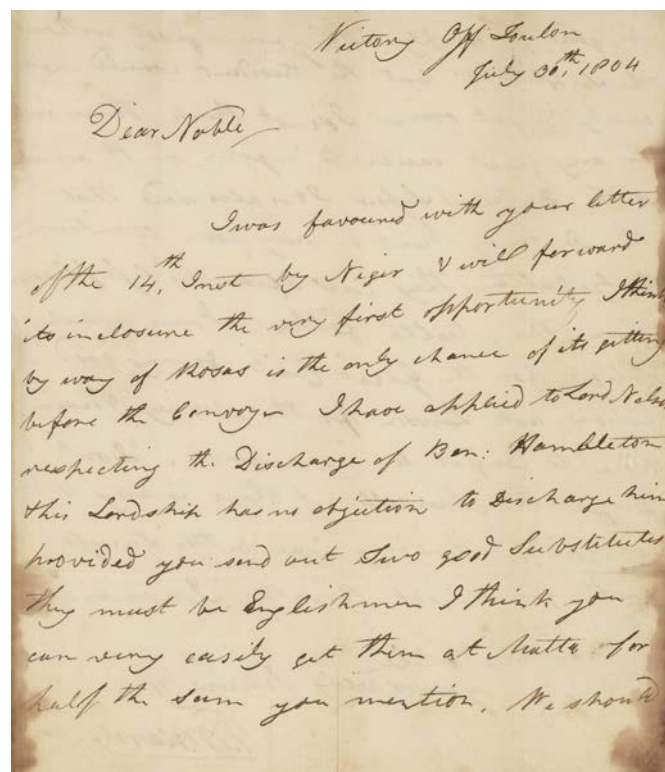 Victory Off Toulon
July 30th, 1804
Dear Noble
I was favoured with your letter
of the 14th, Inst by Niger & will forward
its inclosure the very first opportunity I think
by way of Rosas is the only chance of its getting
before the Convoy I have applied to Lord Nelson
respecting the Discharge of Ben: Hambleton
& his Lordship has no objection to Discharge him
provided you send out Two good Substitutes
they must be Englishmen I think you
can very easily get them at Malta for
half the sum you mention, We should